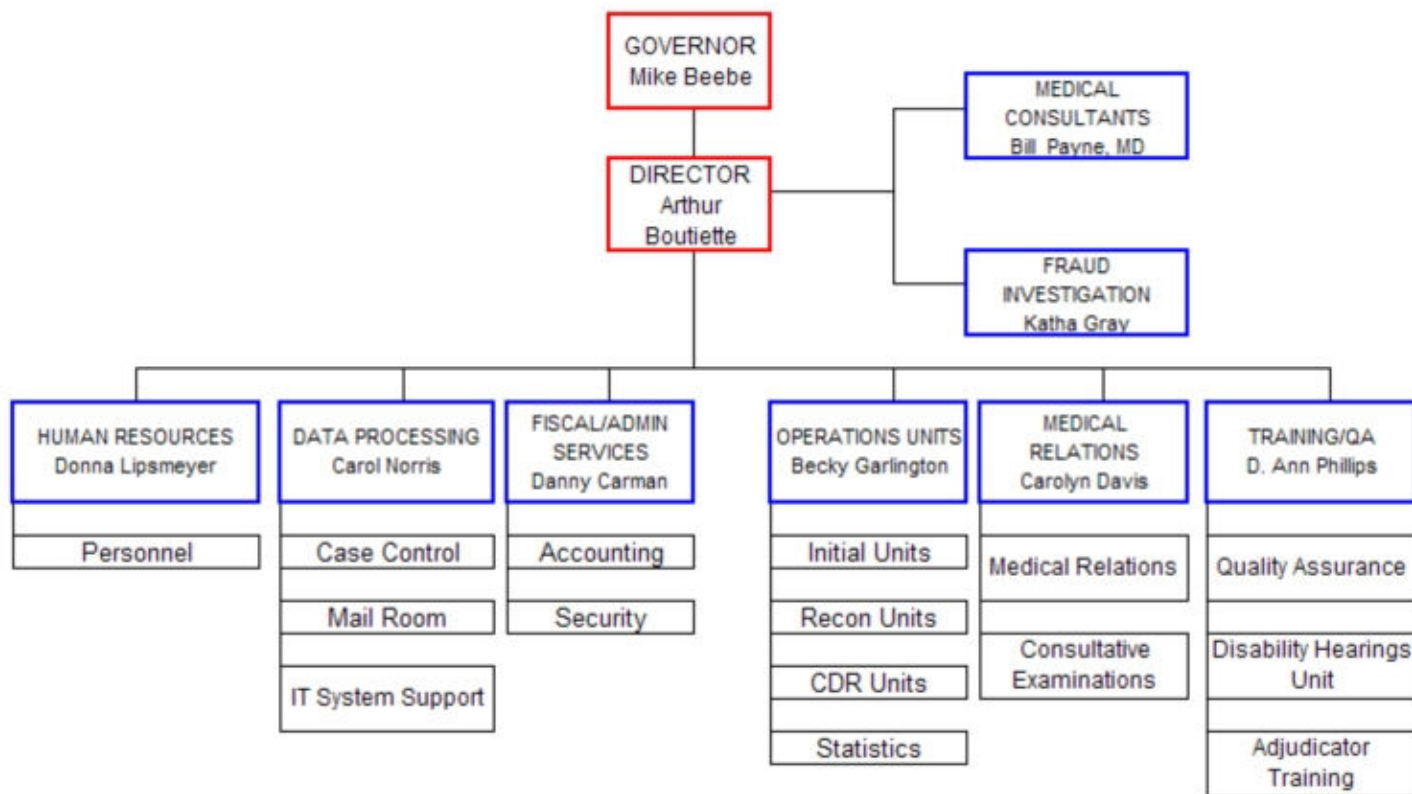 GOVERNOR
Mike Beebe
MEDICAL
CONSULTANTS
Bill Payne, MD
DIRECTOR
Arthur
Boutiette
FRAUD
INVESTIGATION
Katha Gray
HUMAN RESOURCES
Donna Lipsmeyer
DATA PROCESSING
Carol Norris
FISCAL/ADMIN
SERVICES
Danny Carman
OPERATIONS UNITS
Becky Garlington
MEDICAL
RELATIONS
Carolyn Davis
TRAINING/QA
D. Ann Phillips
Personnel
Case Control
Mail Room
IT System Support
Accounting
Security
Initial Units
Recon Units
CDR Units
Statistics
Medical Relations
Consultative
Examinations
Quality Assurance
Disability Hearings
Unit
Adjudicator
Training